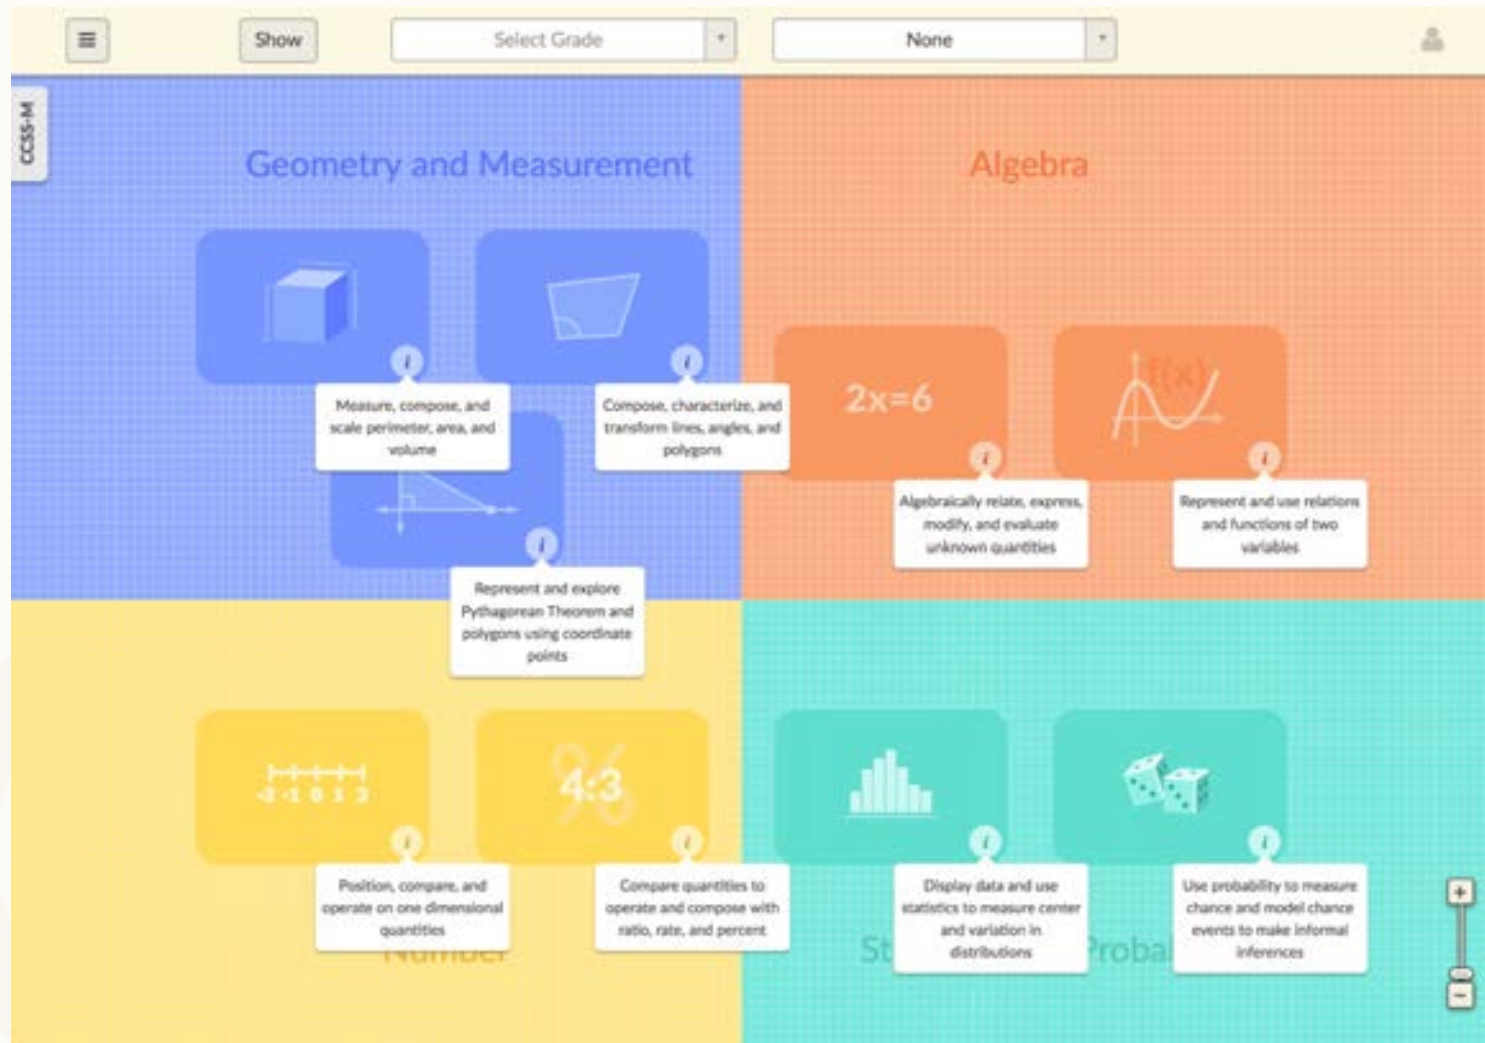 Show
Select Grade
None
CCSS-M
Geometry and Measurement
Algebra
Measure, compose, and
scale perimeter, area, and
volume
Compose, characterize, and
transform lines, angles, and
polygons
2x=6
f(x)
Algebraically relate, express,
modify, and evaluate
unknown quantities
Represent and use relations
and functions of two
variables
Represent and explore
Pythagorean Theorem and
polygons using coordinate
points
-2 -1 0 1 2
%
4:3
Position, compare, and
operate on one dimensional
quantities
Compare quantities to
operate and compose with
ratio, rate, and percent
Display data and use
statistics to measure center
and variation in
distributions
Use probability to measure
chance and model chance
events to make informal
inferences
Number